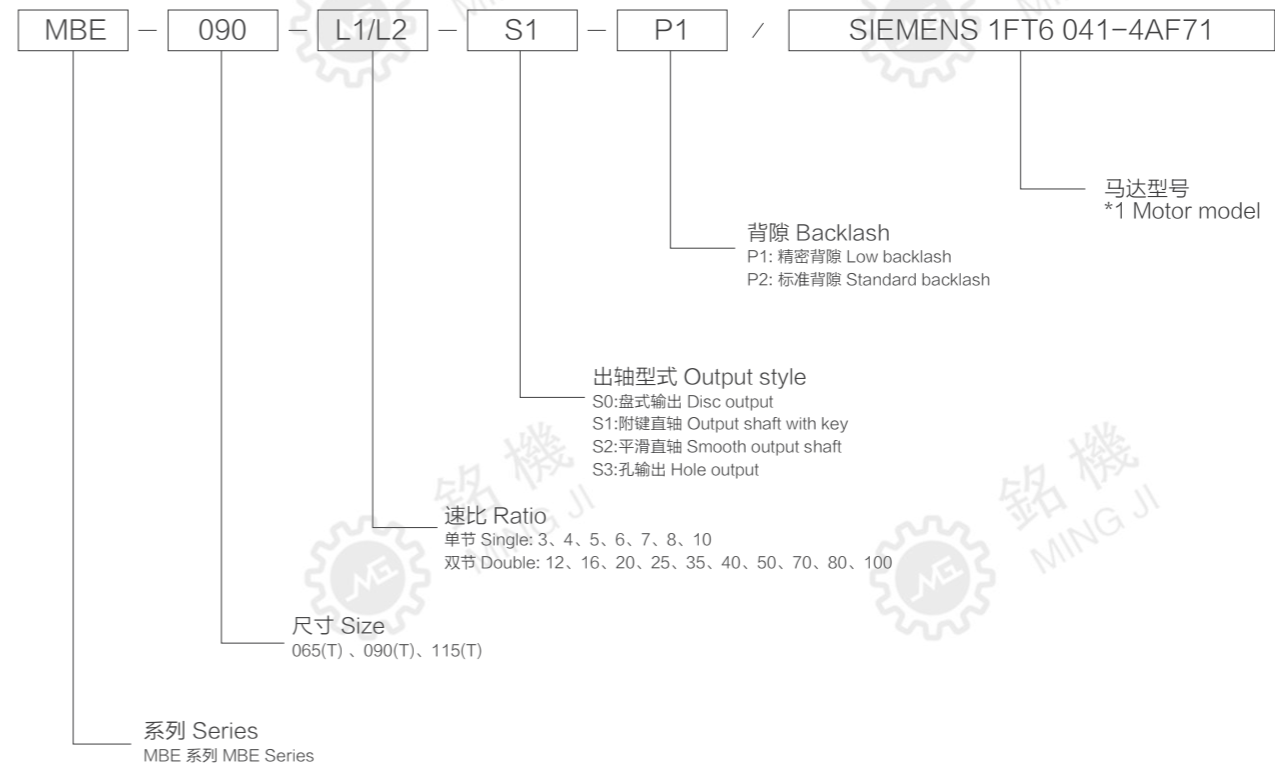 MBE – 090 – L1/L2 – S1 – P1 / SIEMENS 1FT6 041-4AF71
马达型号
*1 Motor model
背隙 Backlash
P1: 精密背隙 Low backlash
P2: 标准背隙 Standard backlash
出轴型式 Output style
S0:盘式输出 Disc output
S1:附键直轴 Output shaft with key
S2:平滑直轴 Smooth output shaft
S3:孔输出 Hole output
速比 Ratio
单节 Single: 3、4、5、6、7、8、10
双节 Double: 12、16、20、25、35、40、50、70、80、100
尺寸 Size
065(T) 、090(T)、115(T)
系列 Series
MBE 系列 MBE Series
銘機
MING JI
銘機
MING JI